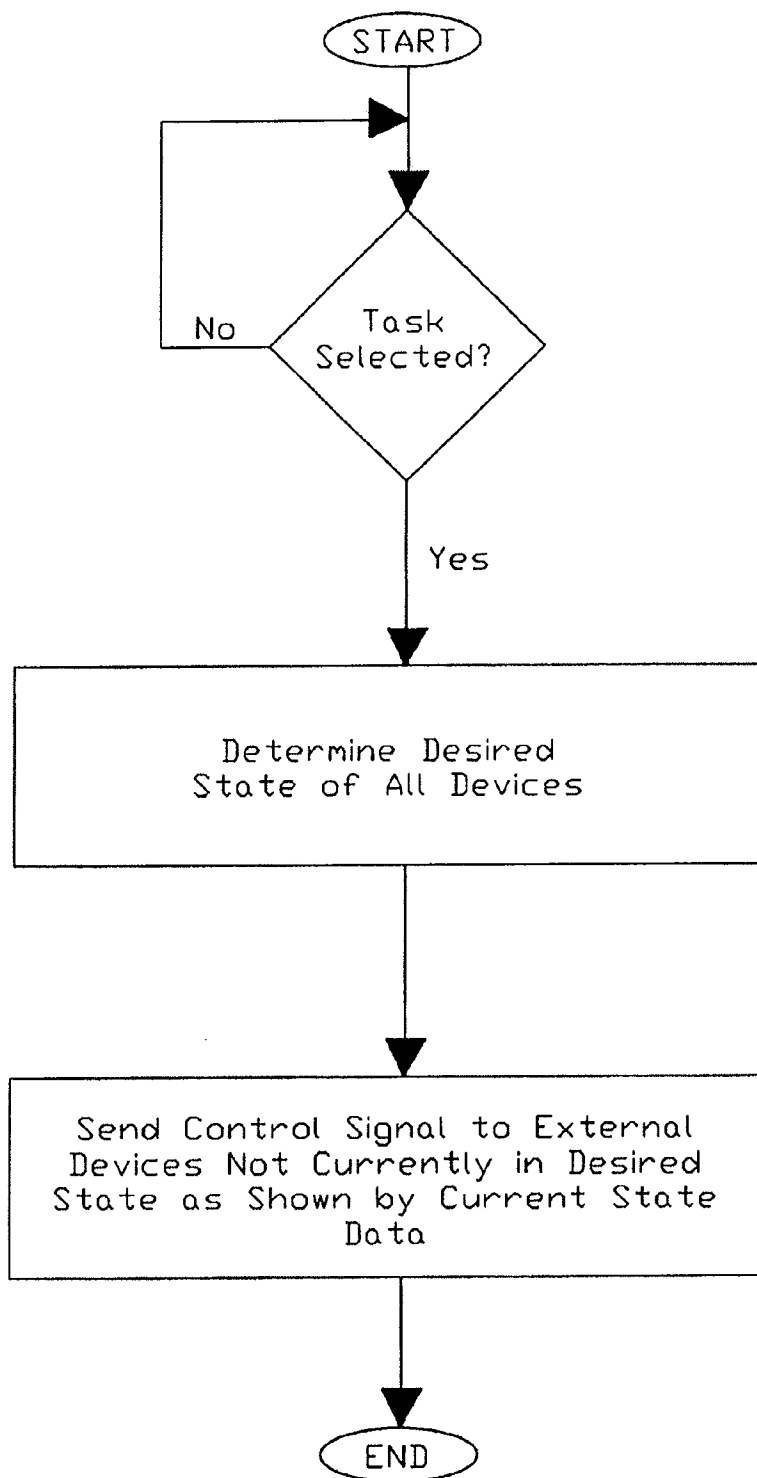 START
No
Task
Selected?
Yes
Determine Desired
State of All Devices
Send Control Signal to External
Devices Not Currently in Desired
State as Shown by Current State
Data
END